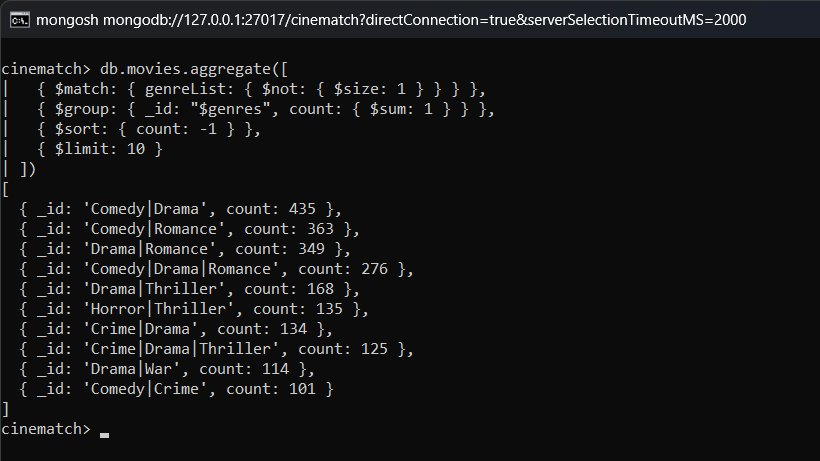 mongosh mongodb://127.0.0.1:27017/cinematch?directConnection=true&serverSelectionTimeoutMS=2000
cinematch> db.movies.aggregate([
|   { $match: { genreList: { $not: { $size: 1 } } } },
|   { $group: { _id: "$genres", count: { $sum: 1 } } },
|   { $sort: { count: -1 } },
|   { $limit: 10 }
| ])
[
  { _id: 'Comedy|Drama', count: 435 },
  { _id: 'Comedy|Romance', count: 363 },
  { _id: 'Drama|Romance', count: 349 },
  { _id: 'Comedy|Drama|Romance', count: 276 },
  { _id: 'Drama|Thriller', count: 168 },
  { _id: 'Horror|Thriller', count: 135 },
  { _id: 'Crime|Drama', count: 134 },
  { _id: 'Crime|Drama|Thriller', count: 125 },
  { _id: 'Drama|War', count: 114 },
  { _id: 'Comedy|Crime', count: 101 }
]
cinematch>